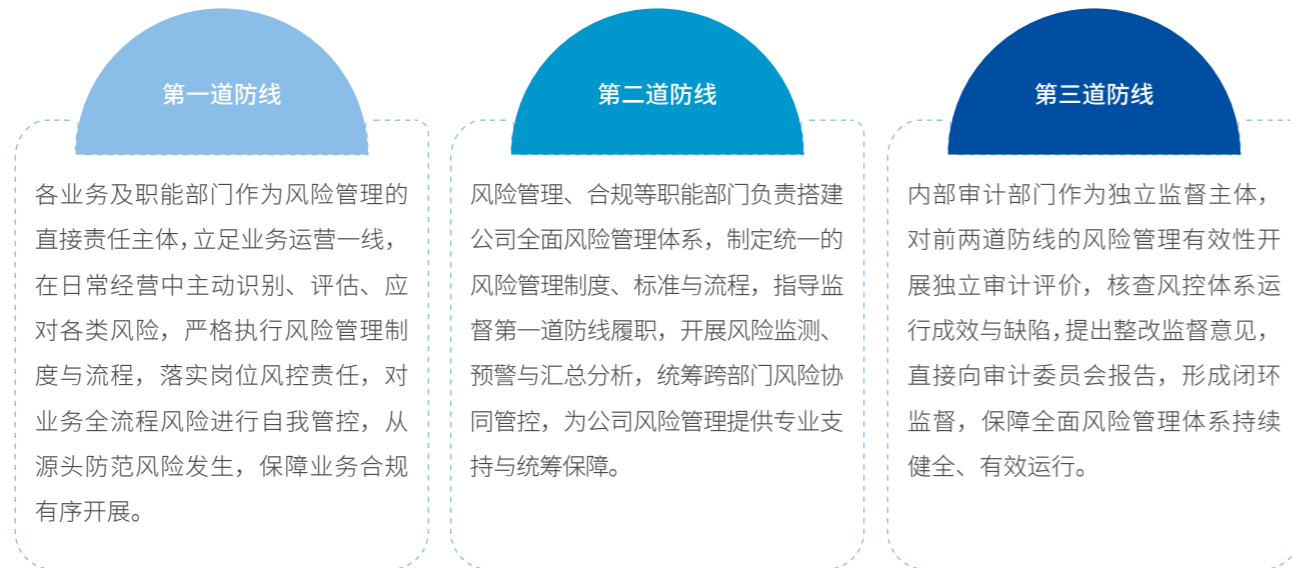 第一道防线
各业务及职能部门作为风险管理的
直接责任主体，立足业务运营一线，
在日常经营中主动识别、评估、应
对各类风险，严格执行风险管理制
度与流程，落实岗位风控责任，对
业务全流程风险进行自我管控，从
源头防范风险发生，保障业务合规
有序开展。
第二道防线
风险管理、合规等职能部门负责搭建
公司全面风险管理体系，制定统一的
风险管理制度、标准与流程，指导监
督第一道防线履职，开展风险监测、
预警与汇总分析，统筹跨部门风险协
同管控，为公司风险管理提供专业支
持与统筹保障。
第三道防线
内部审计部门作为独立监督主体，
对前两道防线的风险管理有效性开
展独立审计评价，核查风控体系运
行成效与缺陷，提出整改监督意见，
直接向审计委员会报告，形成闭环
监督，保障全面风险管理体系持续
健全、有效运行。